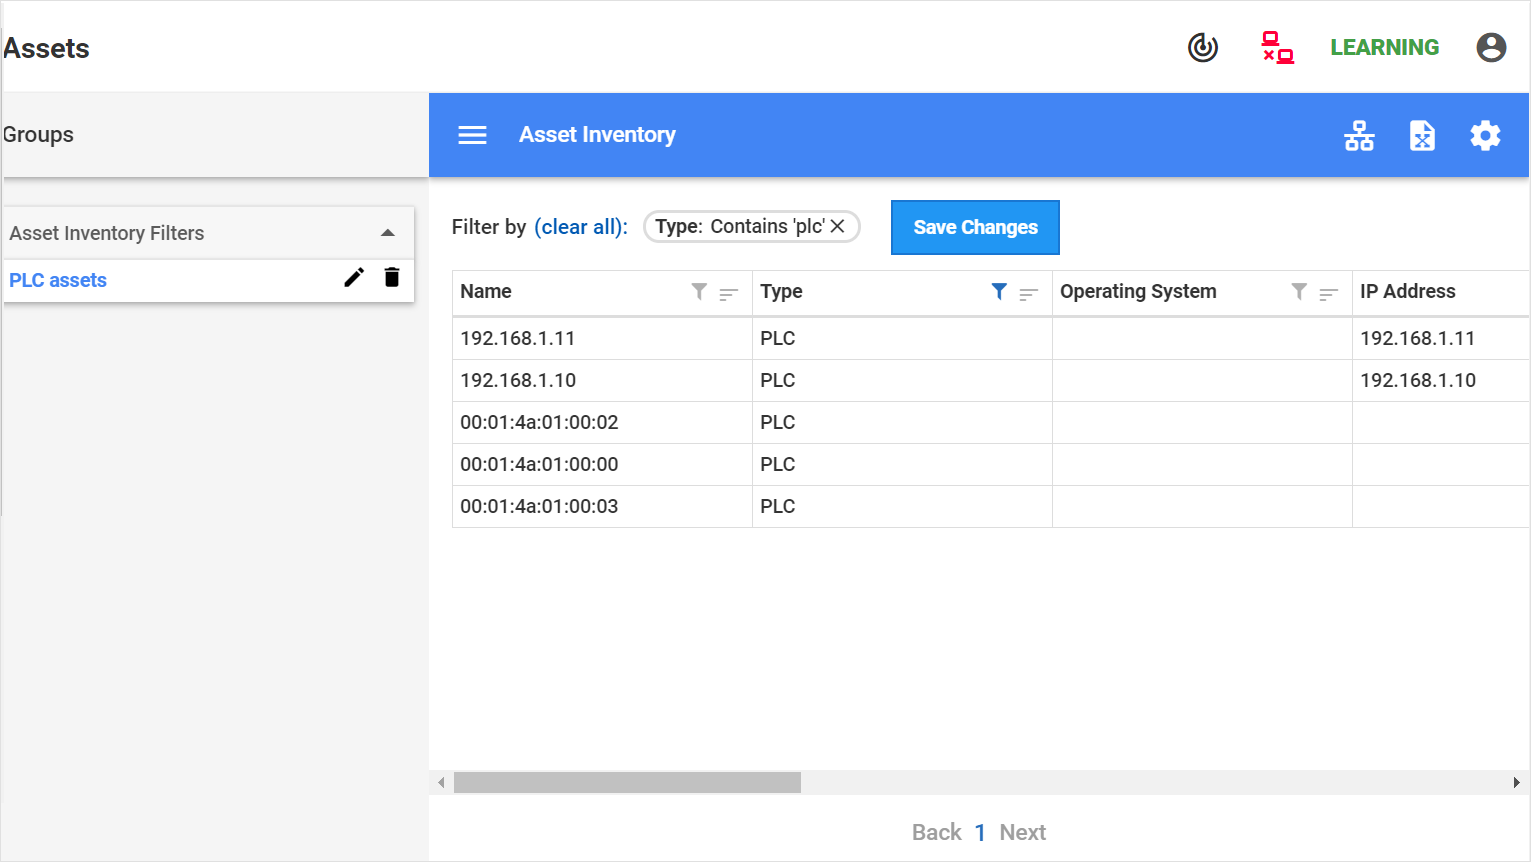 Assets
LEARNING
Groups
Asset Inventory
Asset Inventory Filters
PLC assets
Filter by (clear all): Type: Contains 'plc' Save Changes
Name Type Operating System IP Address
192.168.1.11 PLC 192.168.1.11
192.168.1.10 PLC 192.168.1.10
00:01:4a:01:00:02 PLC
00:01:4a:01:00:00 PLC
00:01:4a:01:00:03 PLC
Back 1 Next